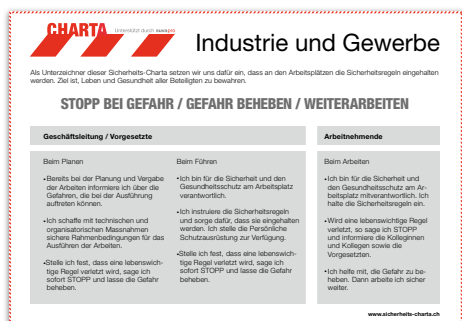 CHARTA
Unterstützt durch suvapro
Industrie und Gewerbe
Als Unterzeichner dieser Sicherheits-Charta setzen wir uns dafür ein, dass an den Arbeitsplätzen die Sicherheitsregeln eingehalten
werden. Ziel ist, Leben und Gesundheit aller Beteiligten zu bewahren.
STOPP BEI GEFAHR / GEFAHR BEHEBEN / WEITERARBEITEN
Geschäftsleitung / Vorgesetzte
Beim Planen
•Bereits bei der Planung und Vergabe
der Arbeiten informiere ich über die
Gefahren, die bei der Ausführung
auftreten können.
•Ich schaffe mit technischen und
organisatorischen Massnahmen
sichere Rahmenbedingungen für das
Ausführen der Arbeiten.
•Stelle ich fest, dass eine lebenswich-
tige Regel verletzt wird, sage ich
sofort STOPP und lasse die Gefahr
beheben.
Beim Führen
•Ich bin für die Sicherheit und den
Gesundheitsschutz am Arbeitsplatz
verantwortlich.
•Ich instruiere die Sicherheitsregeln
und sorge dafür, dass sie eingehalten
werden. Ich stelle die Persönliche
Schutzausrüstung zur Verfügung.
•Stelle ich fest, dass eine lebenswich-
tige Regel verletzt wird, sage ich
sofort STOPP und lasse die Gefahr
beheben.
Arbeitnehmende
Beim Arbeiten
•Ich bin für die Sicherheit und
den Gesundheitsschutz am Ar-
beitsplatz mitverantwortlich. Ich
halte die Sicherheitsregeln ein.
•Wird eine lebenswichtige Regel
verletzt, so sage ich STOPP
und informiere die Kolleginnen
und Kollegen sowie die
Vorgesetzten.
•Ich helfe mit, die Gefahr zu be-
heben. Dann arbeite ich sicher
weiter.
www.sicherheits-charta.ch